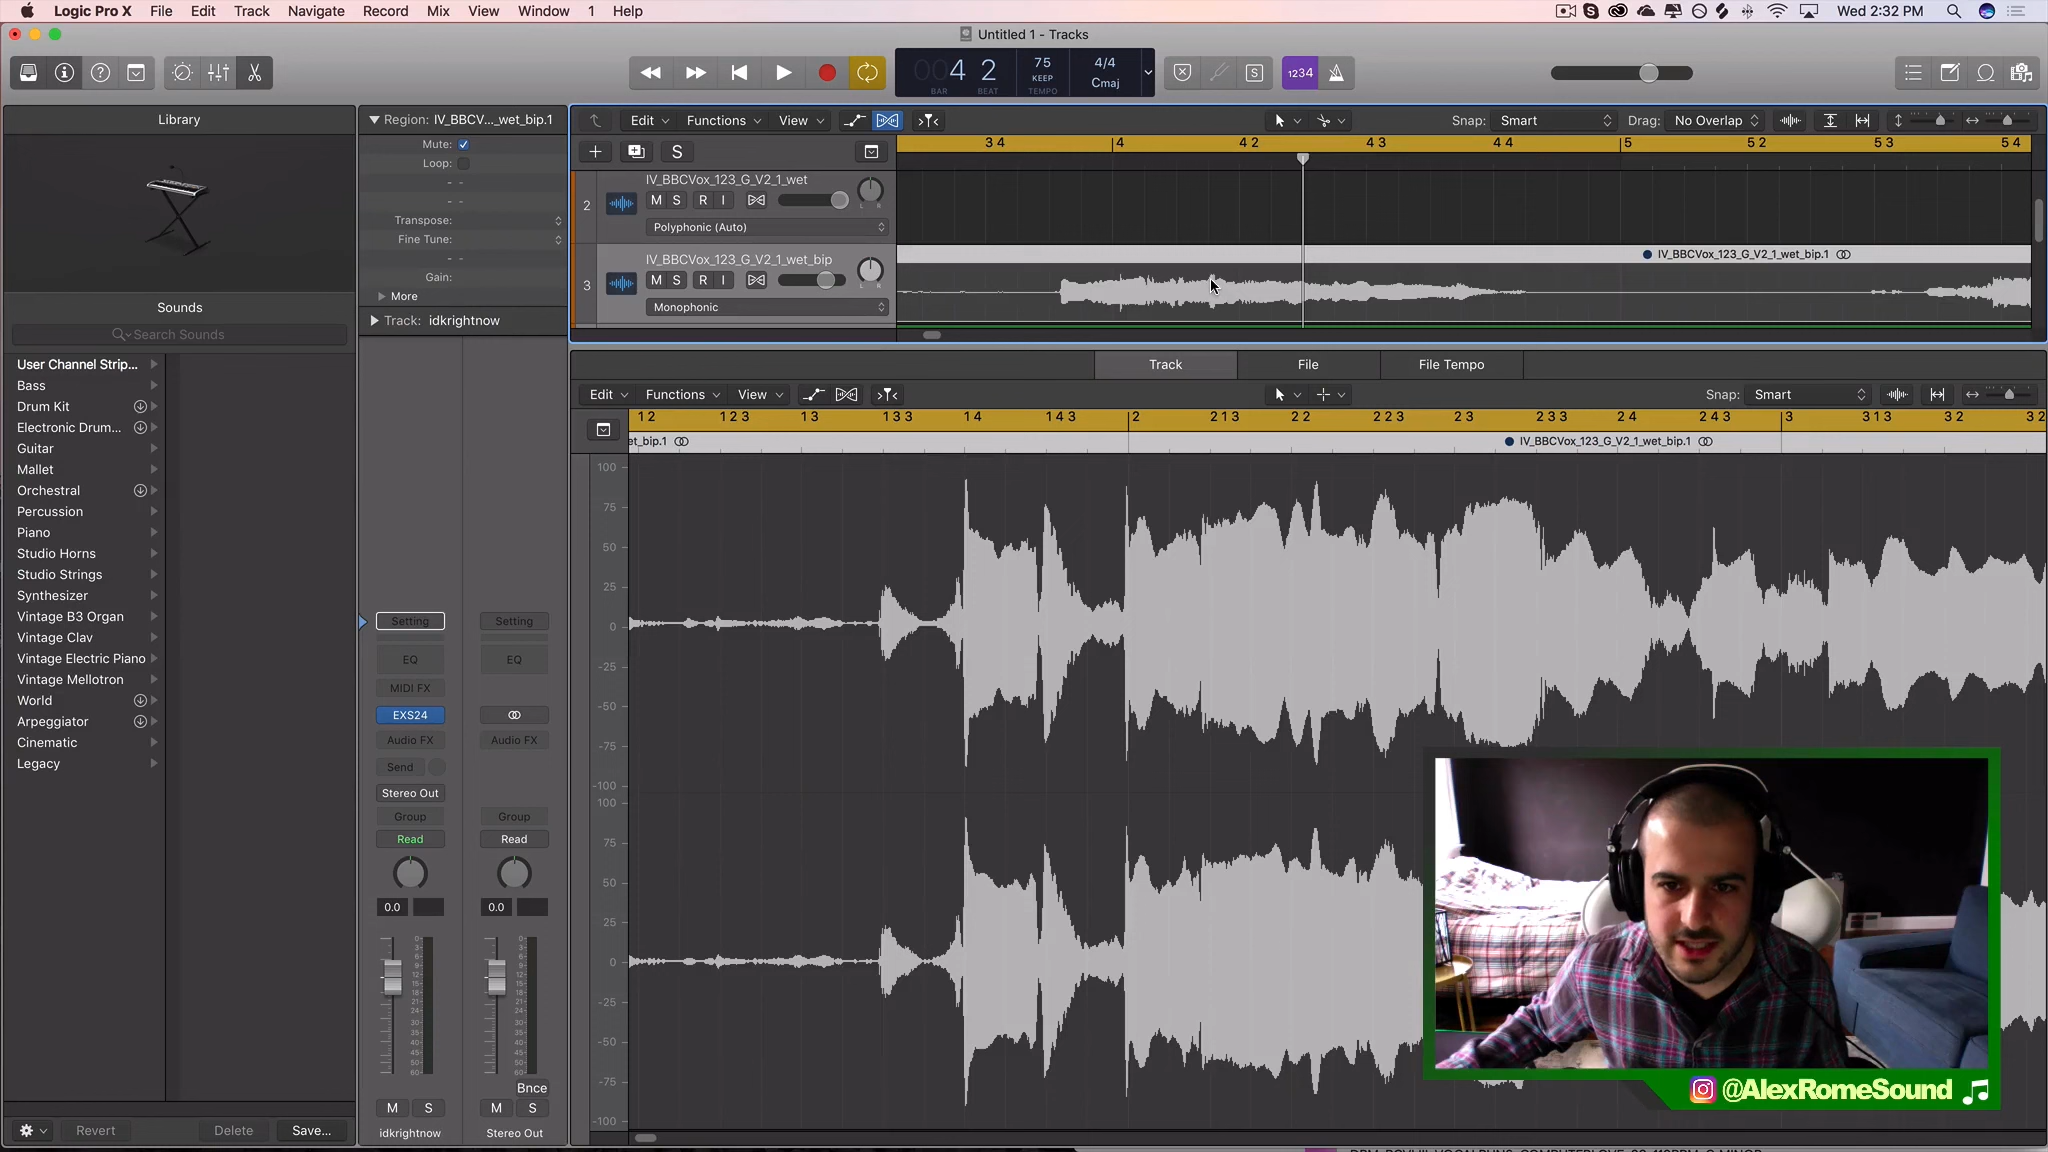 Logic Pro X File Edit Track Navigate Record Mix View Window 1 Help Wed 2:32 PM
Untitled 1 - Tracks
004 2 75 KEEP 4/4 Cmaj
BAR BEAT TEMPO
S 1234
Library
Sounds
Search Sounds
User Channel Strip...
Bass
Drum Kit
Electronic Drum...
Guitar
Mallet
Orchestral
Percussion
Piano
Studio Horns
Studio Strings
Synthesizer
Vintage B3 Organ
Vintage Clav
Vintage Electric Piano
Vintage Mellotron
World
Arpeggiator
Cinematic
Legacy
Revert Delete Save...
Region: IV_BBCV..._wet_bip.1
Mute:
Loop:
Transpose:
Fine Tune:
Gain:
More
Track: idkrightnow
Setting Setting
EQ EQ
MIDI FX
EXS24
Audio FX Audio FX
Send
Stereo Out
Group Group
Read Read
0.0 0.0
Bnce
M S M S
idkrightnow Stereo Out
Edit Functions View Snap: Smart Drag: No Overlap
S 3 4 4 4 2 4 3 4 4 5 5 2 5 3 5 4
2 IV_BBCVox_123_G_V2_1_wet
M S R I
Polyphonic (Auto)
3 IV_BBCVox_123_G_V2_1_wet_bip
M S R I
Monophonic
IV_BBCVox_123_G_V2_1_wet_bip.1
Track File File Tempo
Edit Functions View Snap: Smart
1 2 1 2 3 1 3 1 3 3 1 4 1 4 3 2 2 1 3 2 2 2 2 3 2 3 2 3 3 2 4 2 4 3 3 3 1 3 3 2 3 2
et_bip.1 IV_BBCVox_123_G_V2_1_wet_bip.1
100
75
50
25
0
-25
-50
-75
-100
100
75
50
25
0
-25
-50
-75
-100
@AlexRomeSound